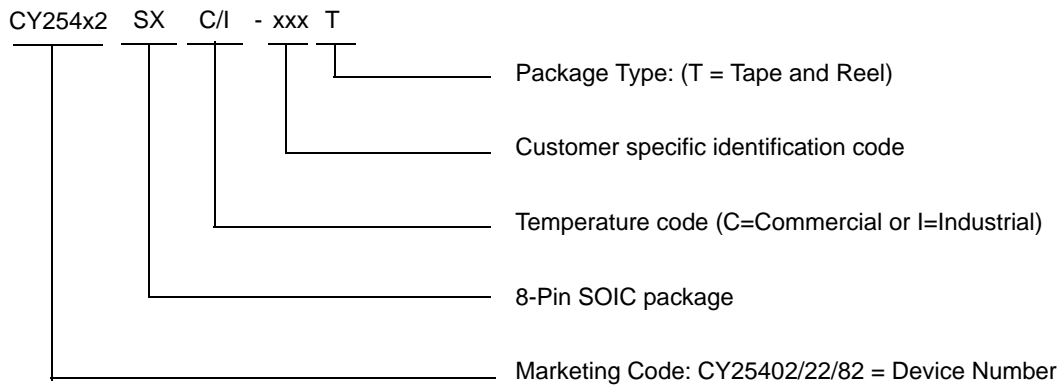 CY254x2 SX C/I - xxx T
Package Type: (T = Tape and Reel)
Customer specific identification code
Temperature code (C=Commercial or I=Industrial)
8-Pin SOIC package
Marketing Code: CY25402/22/82 = Device Number